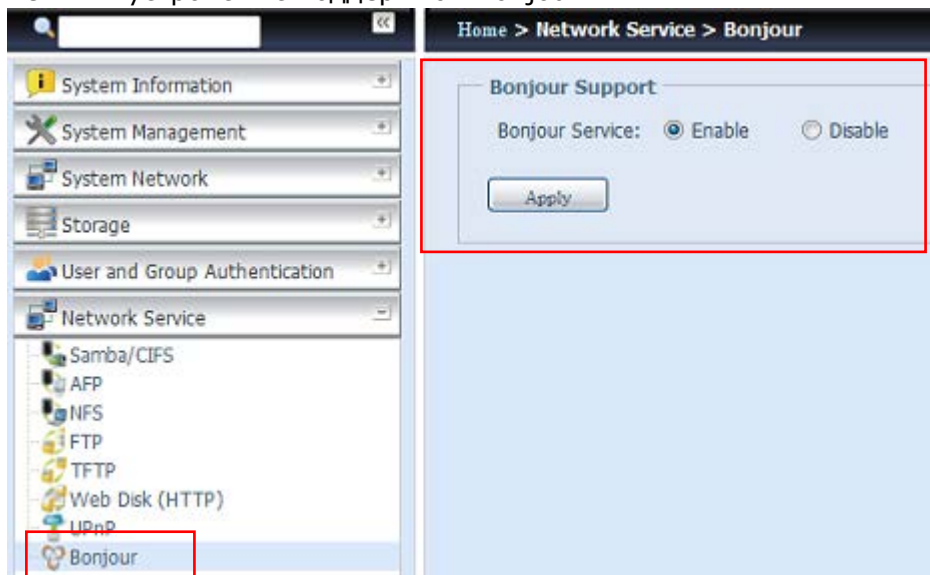 Home > Network Service > Bonjour
System Information
System Management
System Network
Storage
User and Group Authentication
Network Service
Samba/CIFS
AFP
NFS
FTP
TFTP
Web Disk (HTTP)
UPnP
Bonjour
Bonjour Support
Bonjour Service: Enable Disable
Apply